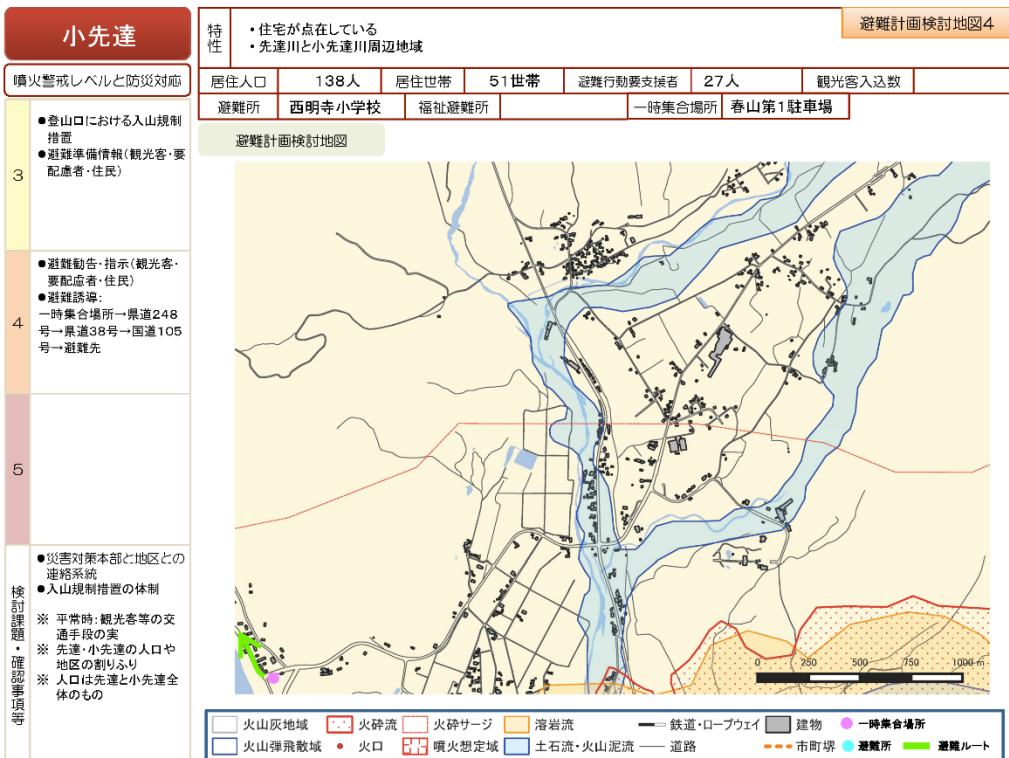 小先達
噴火警戒レベルと防災対応
特性
・住宅が点在している
・先達川と小先達川周辺地域
避難計画検討地図4
居住人口 138人 居住世帯 51世帯 避難行動要支援者 27人 観光客入込数
避難所 西明寺小学校 福祉避難所 一時集合場所 春山第1駐車場
避難計画検討地図
3
●登山口における入山規制
措置
●避難準備情報(観光客・要
配慮者・住民)
4
●避難勧告・指示(観光客・
要配慮者・住民)
●避難誘導:
一時集合場所→県道248
号→県道38号→国道105
号→避難先
5
検討課題・確認事項等
●災害対策本部と地区との
連絡系統
●入山規制措置の体制
※ 平常時:観光客等の交
通手段の実
※ 先達・小先達の人口や
地区の割りふり
※ 人口は先達と小先達全
体のもの
0 250 500 750 1000 m
火山灰地域 火砕流 火砕サージ 溶岩流 鉄道・ロープウェイ 建物 一時集合場所
火山弾飛散域 火口 噴火想定域 土石流・火山泥流 道路 市町堺 避難所 避難ルート